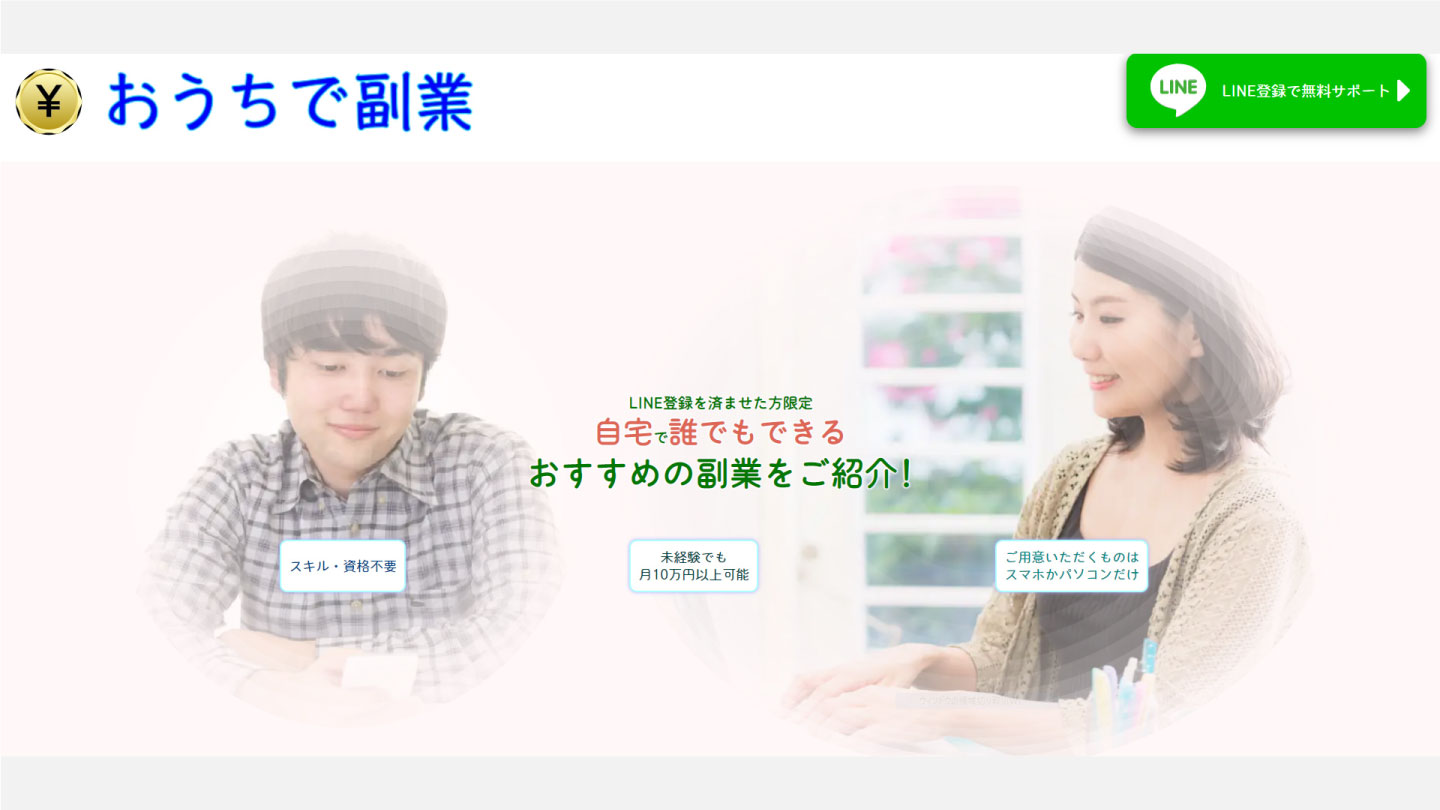 ¥
おうちで副業
LINE
LINE登録で無料サポート
LINE登録を済ませた方限定
自宅で誰でもできる
おすすめの副業をご紹介!
スキル・資格不要
未経験でも
月10万円以上可能
ご用意いただくものは
スマホかパソコンだけ